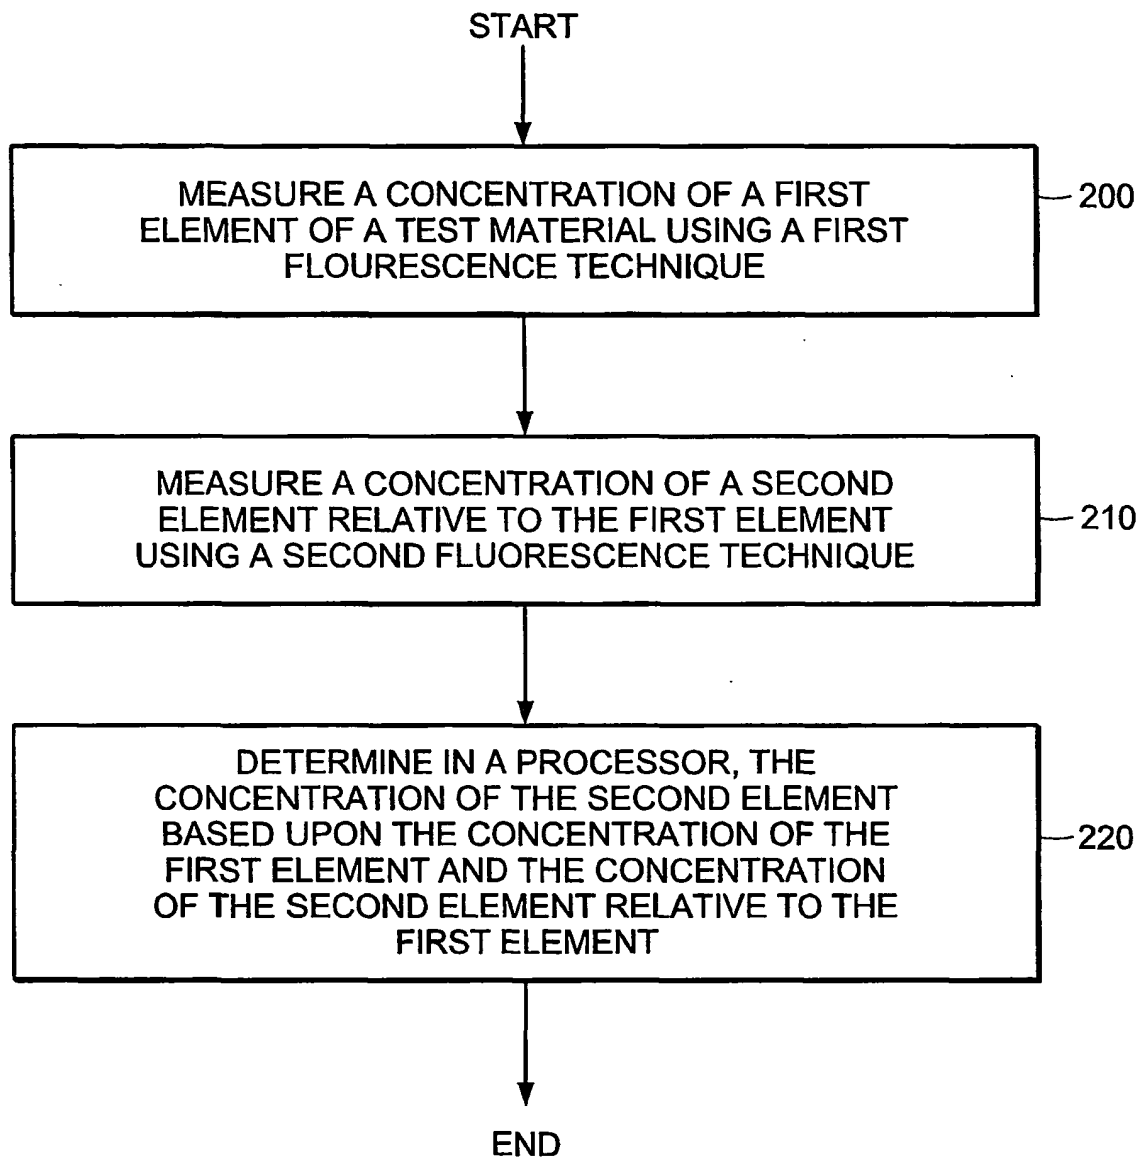 START
MEASURE A CONCENTRATION OF A FIRST
ELEMENT OF A TEST MATERIAL USING A FIRST
FLOURESCENCE TECHNIQUE
200
MEASURE A CONCENTRATION OF A SECOND
ELEMENT RELATIVE TO THE FIRST ELEMENT
USING A SECOND FLUORESCENCE TECHNIQUE
210
DETERMINE IN A PROCESSOR, THE
CONCENTRATION OF THE SECOND ELEMENT
BASED UPON THE CONCENTRATION OF THE
FIRST ELEMENT AND THE CONCENTRATION
OF THE SECOND ELEMENT RELATIVE TO THE
FIRST ELEMENT
220
END